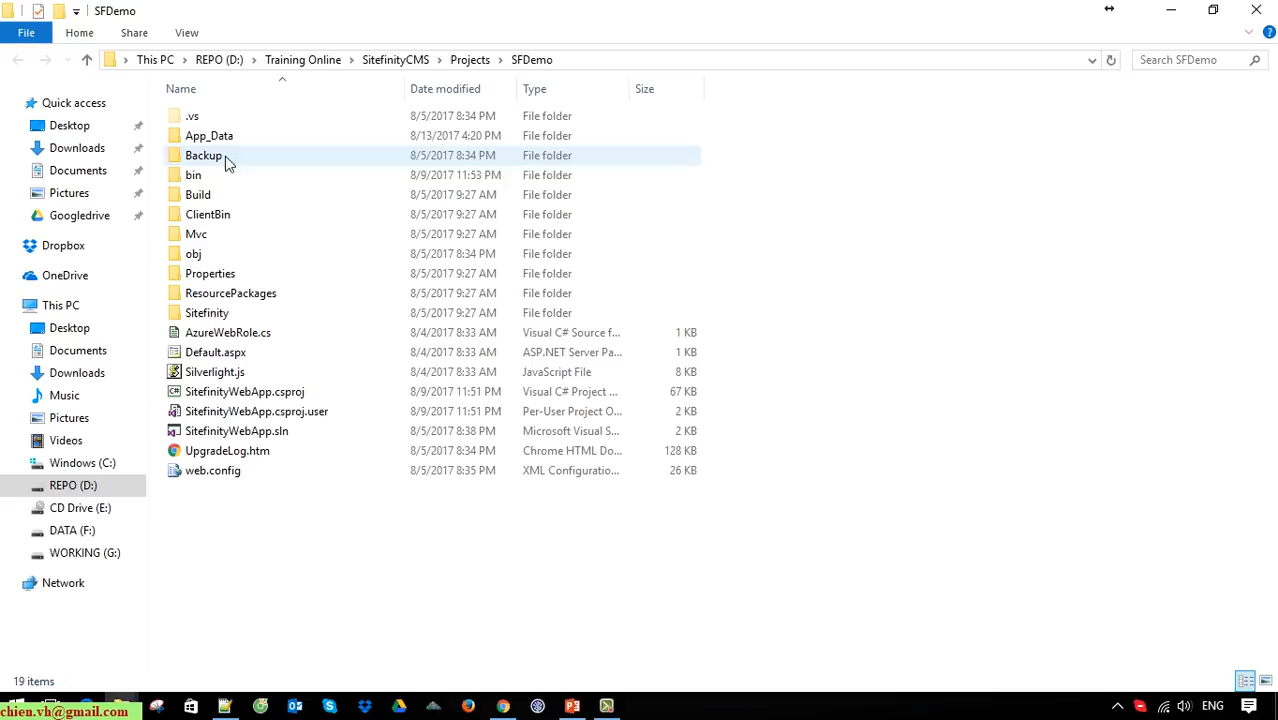 SFDemo
File Home Share View
This PC REPO (D:) Training Online SitefinityCMS Projects SFDemo Search SFDemo
Name Date modified Type Size
Quick access
Desktop
Downloads
Documents
Pictures
Googledrive
Dropbox
OneDrive
This PC
Desktop
Documents
Downloads
Music
Pictures
Videos
Windows (C:)
REPO (D:)
CD Drive (E:)
DATA (F:)
WORKING (G:)
Network
.vs 8/5/2017 8:34 PM File folder
App_Data 8/13/2017 4:20 PM File folder
Backup 8/5/2017 8:34 PM File folder
bin 8/9/2017 11:53 PM File folder
Build 8/5/2017 9:27 AM File folder
ClientBin 8/5/2017 9:27 AM File folder
Mvc 8/5/2017 9:27 AM File folder
obj 8/5/2017 8:34 PM File folder
Properties 8/5/2017 9:27 AM File folder
ResourcePackages 8/5/2017 9:27 AM File folder
Sitefinity 8/5/2017 9:27 AM File folder
AzureWebRole.cs 8/4/2017 8:33 AM Visual C# Source f... 1 KB
Default.aspx 8/4/2017 8:33 AM ASP.NET Server Pa... 1 KB
Silverlight.js 8/4/2017 8:33 AM JavaScript File 8 KB
SitefinityWebApp.csproj 8/9/2017 11:51 PM Visual C# Project ... 67 KB
SitefinityWebApp.csproj.user 8/9/2017 11:51 PM Per-User Project O... 2 KB
SitefinityWebApp.sln 8/5/2017 8:38 PM Microsoft Visual S... 2 KB
UpgradeLog.htm 8/5/2017 8:34 PM Chrome HTML Do... 128 KB
web.config 8/5/2017 8:35 PM XML Configuratio... 26 KB
19 items
chien.vh@gmail.com ENG